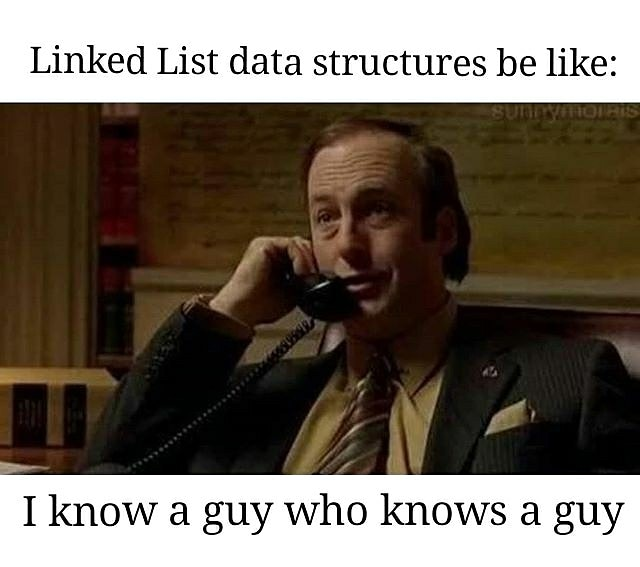 Linked List data structures be like:
I know a guy who knows a guy